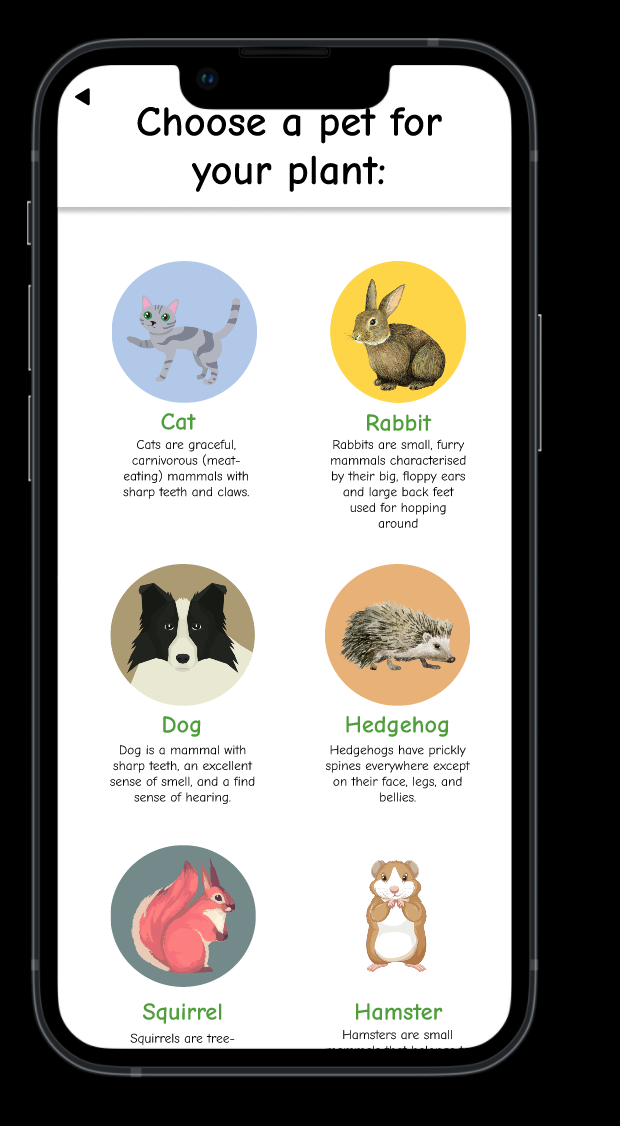 Choose a pet for
your plant:
Cat
Cats are graceful,
carnivorous (meat-
eating) mammals with
sharp teeth and claws.
Rabbit
Rabbits are small, furry
mammals characterised
by their big, floppy ears
and large back feet
used for hopping
around
Dog
Dog is a mammal with
sharp teeth, an excellent
sense of smell, and a find
sense of hearing.
Hedgehog
Hedgehogs have prickly
spines everywhere except
on their face, legs, and
bellies.
Squirrel
Squirrels are tree-
Hamster
Hamsters are small
mammals that belongs t